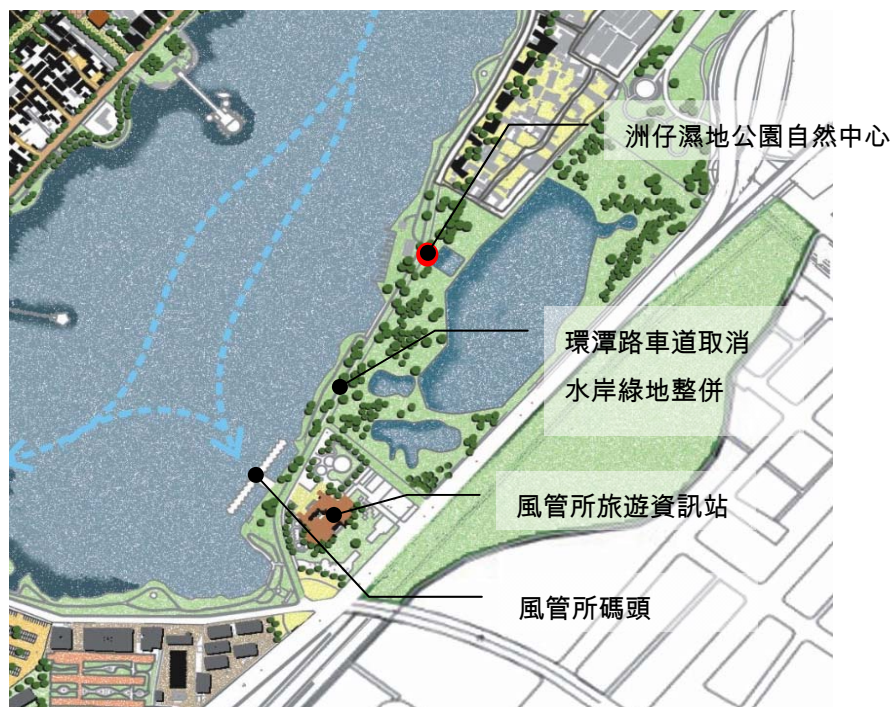 洲仔濕地公園自然中心
環潭路車道取消
水岸綠地整併
風管所旅遊資訊站
風管所碼頭